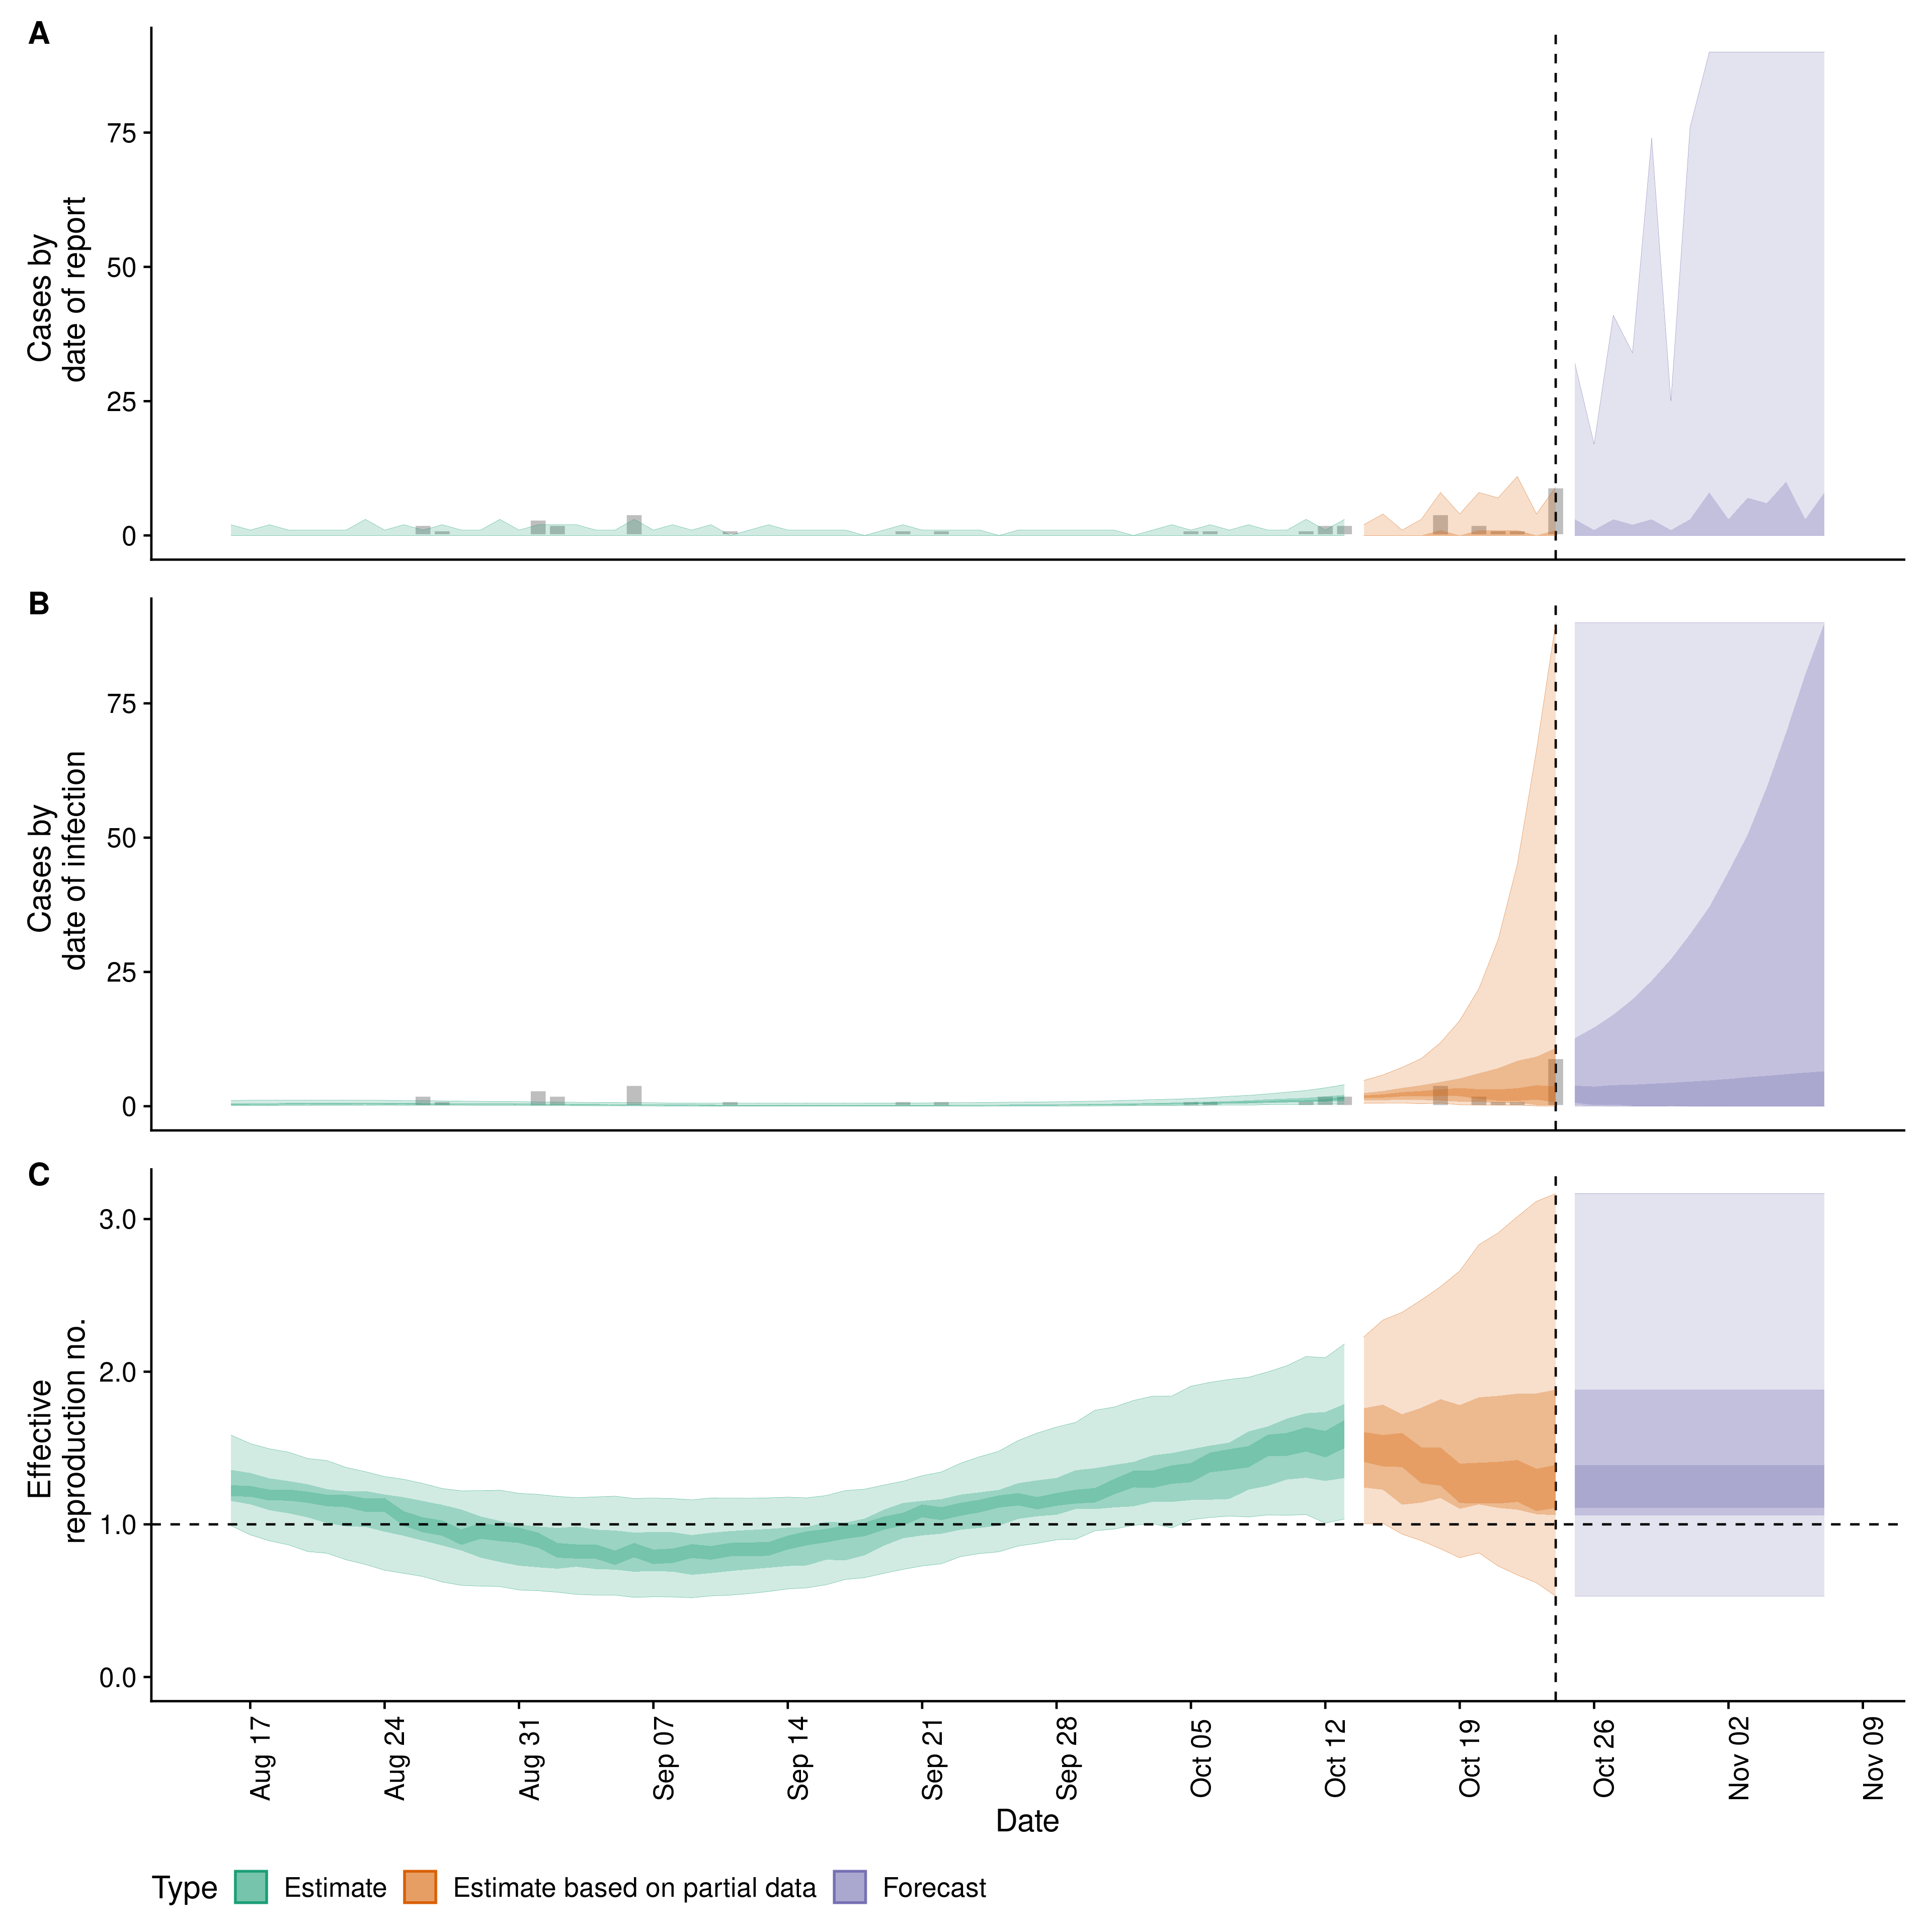 A
Cases by
date of report
75
50
25
0
B
Cases by
date of infection
75
50
25
0
C
Effective
reproduction no.
3.0
2.0
1.0
0.0
Aug 17
Aug 24
Aug 31
Sep 07
Sep 14
Sep 21
Sep 28
Oct 05
Oct 12
Oct 19
Oct 26
Nov 02
Nov 09
Date
Type Estimate Estimate based on partial data Forecast